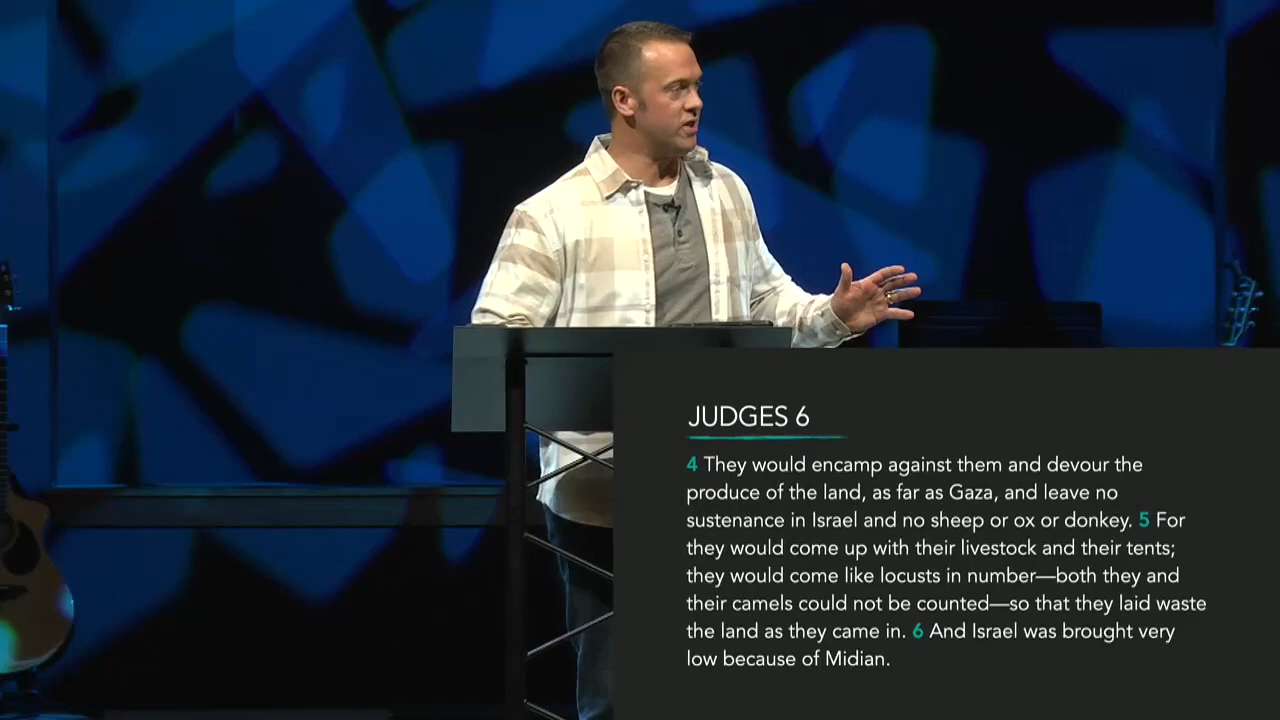 JUDGES 6
4 They would encamp against them and devour the
produce of the land, as far as Gaza, and leave no
sustenance in Israel and no sheep or ox or donkey. 5 For
they would come up with their livestock and their tents;
they would come like locusts in number—both they and
their camels could not be counted—so that they laid waste
the land as they came in. 6 And Israel was brought very
low because of Midian.